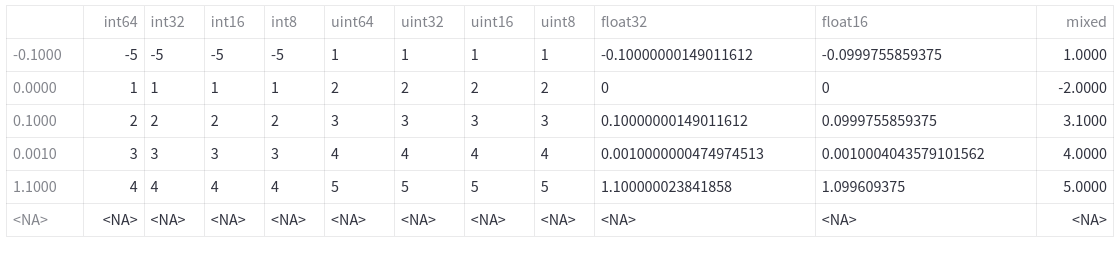 int64 int32 int16 int8 uint64 uint32 uint16 uint8 float32 float16 mixed
-0.1000 -5 -5 -5 -5 1 1 1 1 -0.10000000149011612 -0.0999755859375 1.0000
0.0000 1 1 1 1 2 2 2 2 0 0 -2.0000
0.1000 2 2 2 2 3 3 3 3 0.10000000149011612 0.0999755859375 3.1000
0.0010 3 3 3 3 4 4 4 4 0.0010000000474974513 0.0010004043579101562 4.0000
1.1000 4 4 4 4 5 5 5 5 1.100000023841858 1.099609375 5.0000
<NA> <NA> <NA> <NA> <NA> <NA> <NA> <NA> <NA> <NA> <NA> <NA>